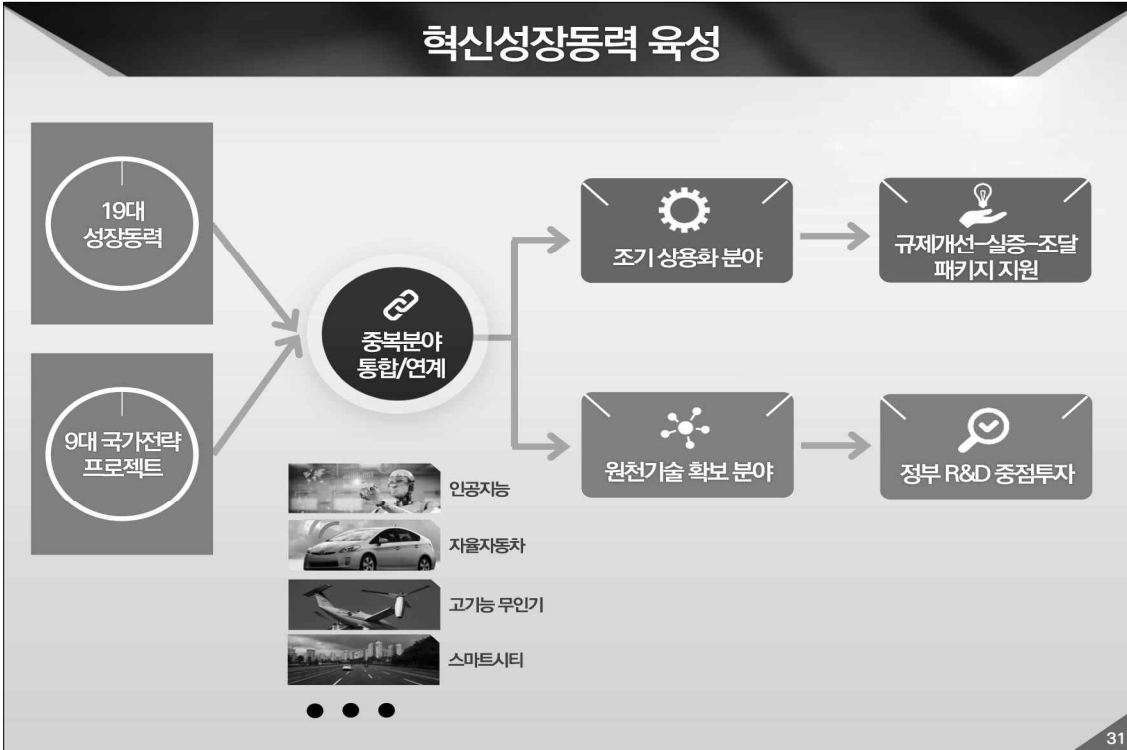 혁신성장동력 육성
19대
성장동력
9대 국가전략
프로젝트
중복분야
통합/연계
조기 상용화 분야
규제개선-실증-조달
패키지 지원
원천기술 확보 분야
정부 R&D 중점투자
인공지능
자율자동차
고기능 무인기
스마트시티
31